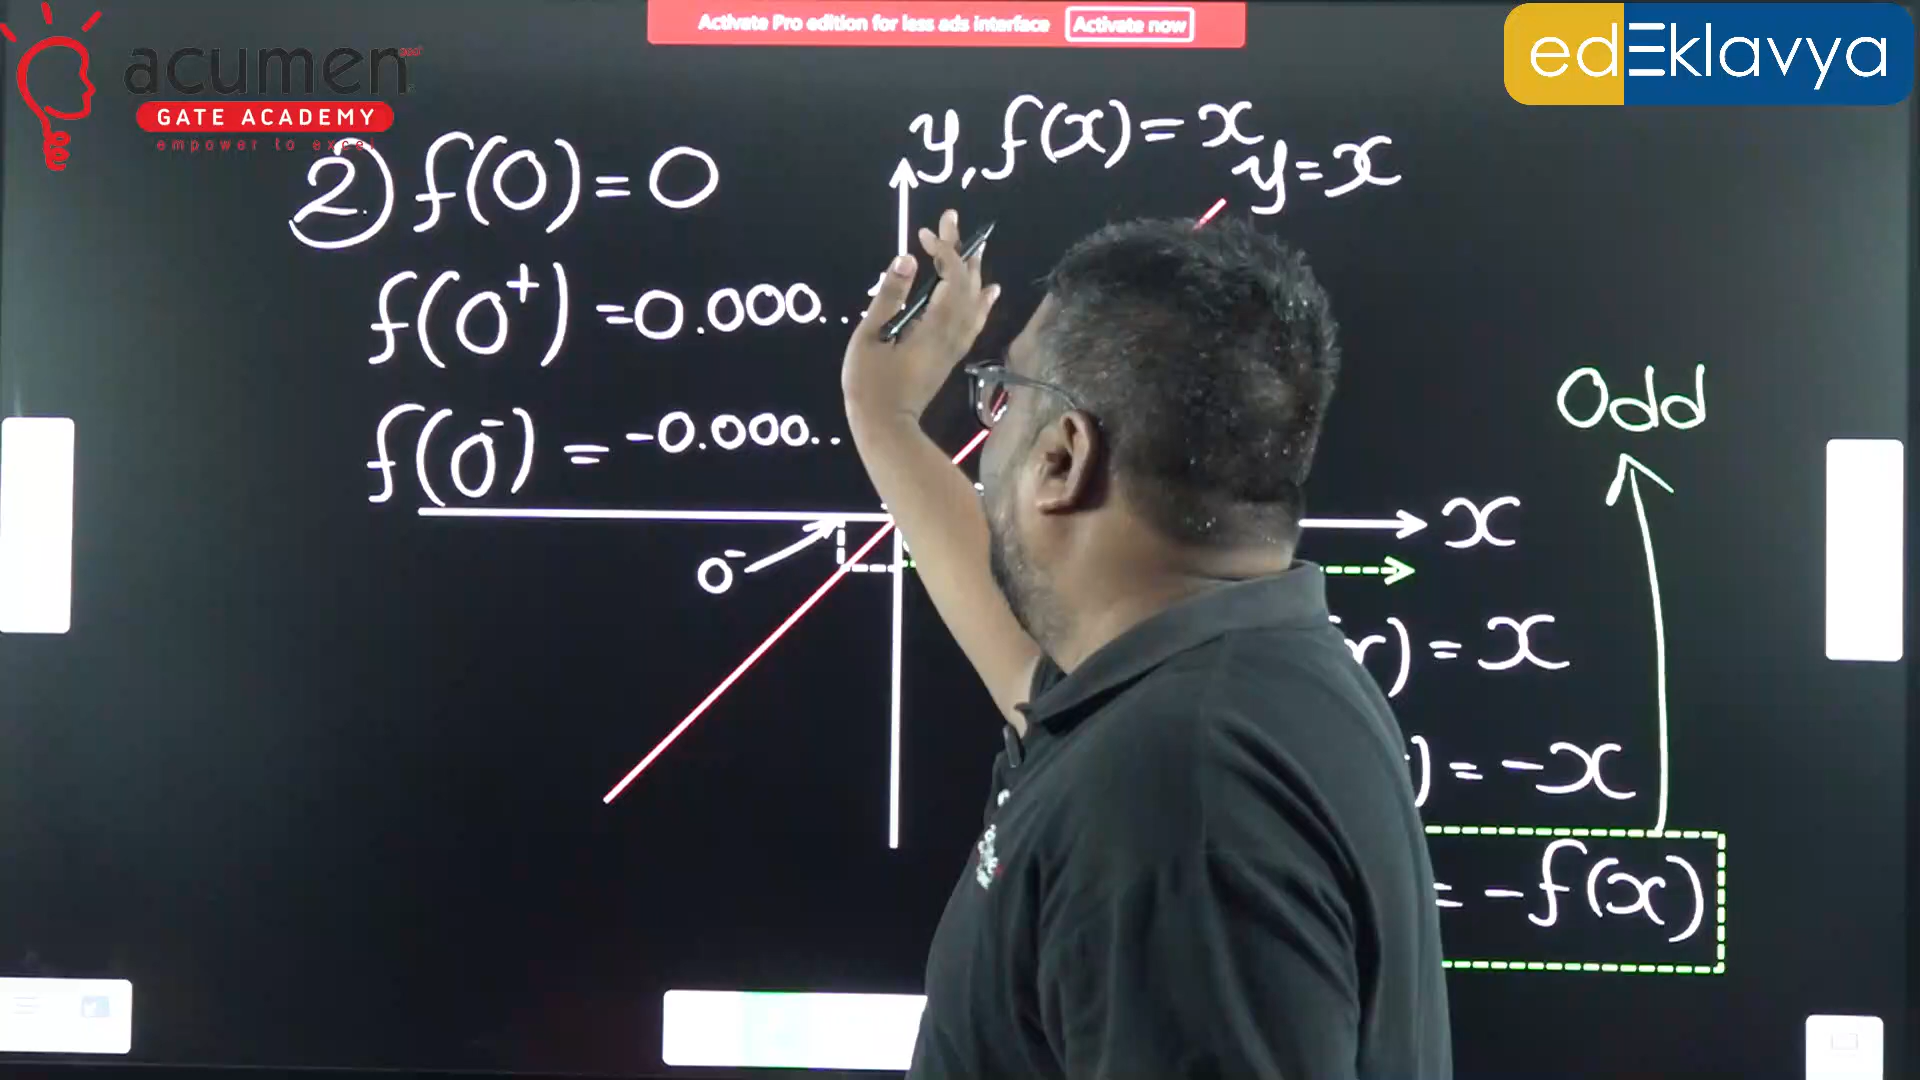 Activate Pro edition for less ads interface Activate now
acumen
GATE ACADEMY
empower to excel
edEklavya
2) f(0) = 0
y, f(x) = x
y = x
f(0⁺) = 0.000...
f(0⁻) = -0.000..
Odd
x
0⁻
x) = x
) = -x
= -f(x)